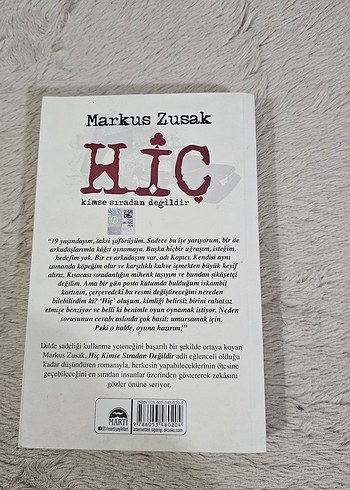 Markus Zusak
HİÇ
kimse sıradan değildir
"19 yaşındayım, taksi şoförüyüm. Sadece bu işe yarıyorum, bir de
arkadaşlarımla kâğıt oynamaya. Başka hiçbir uğraşım, isteğim,
hedefim yok. Bir ev arkadaşım var, adı Kapıcı. Kendisi aynı
zamanda köpeğim olur ve karşılıklı kahve içmekten büyük keyif
alırız. Kısacası sıradanlığın mihenk taşıyım ve bundan şikâyetçi
değilim. Ama bir gün posta kutumda bulduğum iskambil
kartının, çerçevedeki bu resmi değiştireceğini nereden
bilebilirdim ki? 'Hiç' oluşum, kimliği belirsiz birini rahatsız
etmişe benziyor ve belli ki benimle oyun oynamak istiyor. Neden
sorusunun cevabı aslında çok basit: umursamak için.
Peki o halde, oyuna hazırım!"
Dilde sadeliği kullanma yeteneğini başarılı bir şekilde ortaya koyan
Markus Zusak, Hiç Kimse Sıradan Değildir adlı eğlenceli olduğu
kadar düşündüren romanıyla, herkesin yapabileceklerinin ötesine
geçebileceğini en sıradan insanlar üzerinden göstererek zekâsını
gözler önüne seriyor.
MARTI
9 786053 480204